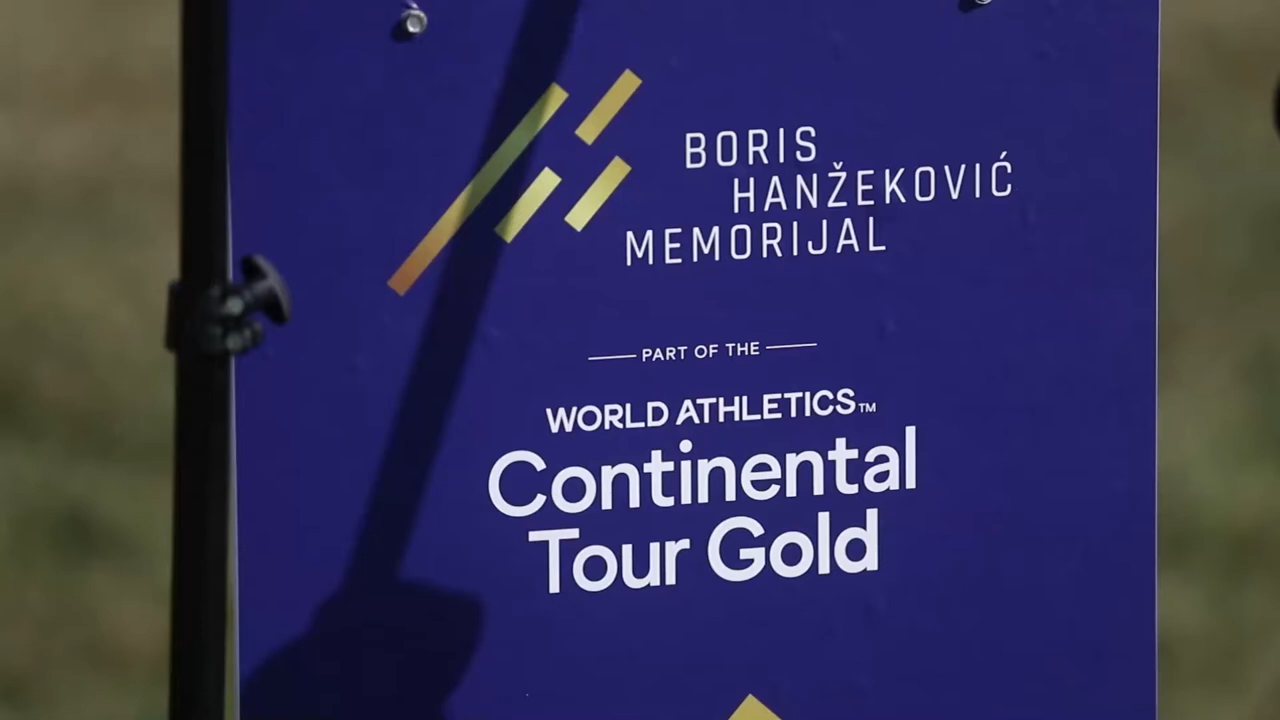 BORIS
HANŽEKOVIĆ
MEMORIJAL
PART OF THE
WORLD ATHLETICS™
Continental
Tour Gold